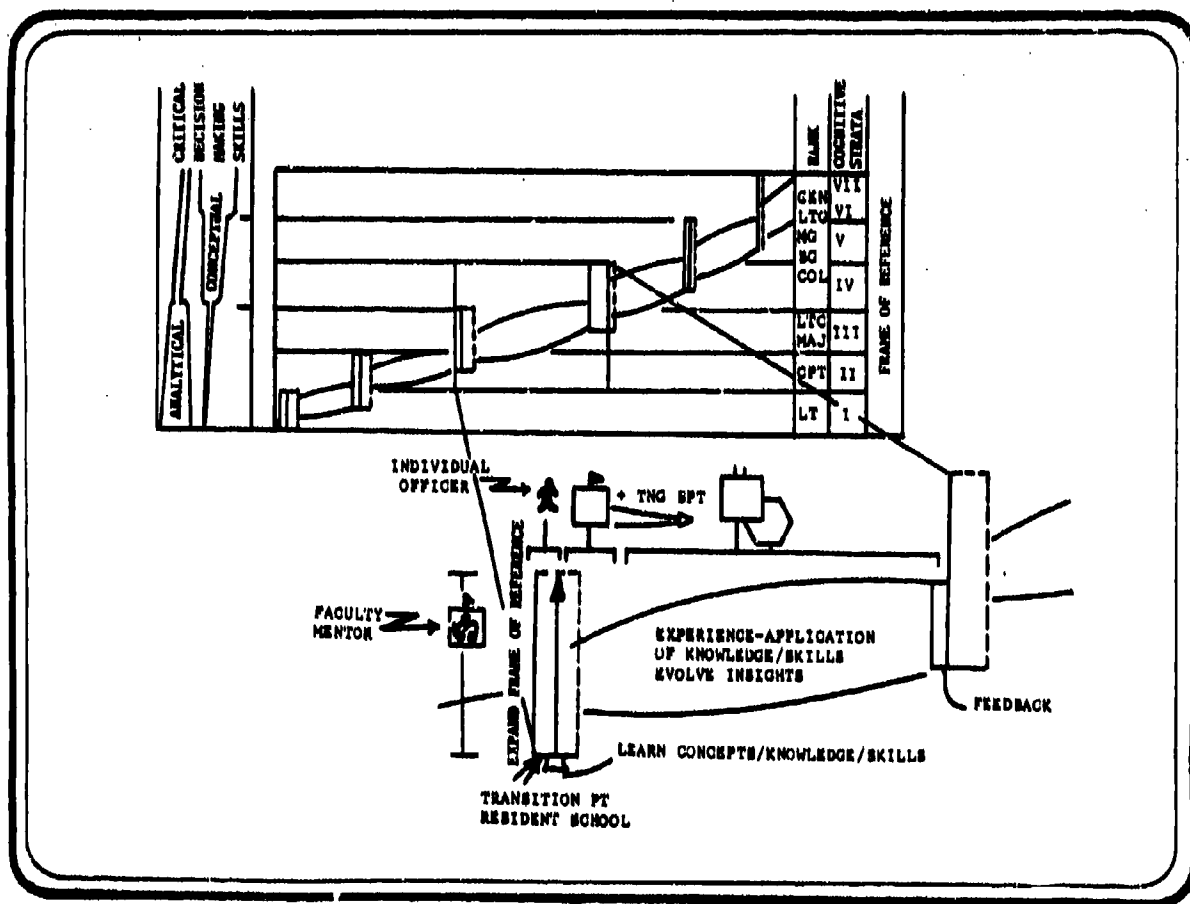 CRITICAL
DECISION
MAKING
SKILLS
ANALYTICAL
CONCEPTUAL
RANK
COGNITIVE
STRATA
GEN
LTG
MG
BG
COL
LTC
MAJ
CPT
LT
VII
VI
V
IV
III
II
I
FRAME OF REFERENCE
INDIVIDUAL
OFFICER
+ TNG SPT
EXPAND FRAME OF REFERENCE
FACULTY
MENTOR
EXPERIENCE-APPLICATION
OF KNOWLEDGE/SKILLS
EVOLVE INSIGHTS
FEEDBACK
LEARN CONCEPTS/KNOWLEDGE/SKILLS
TRANSITION PT
RESIDENT SCHOOL